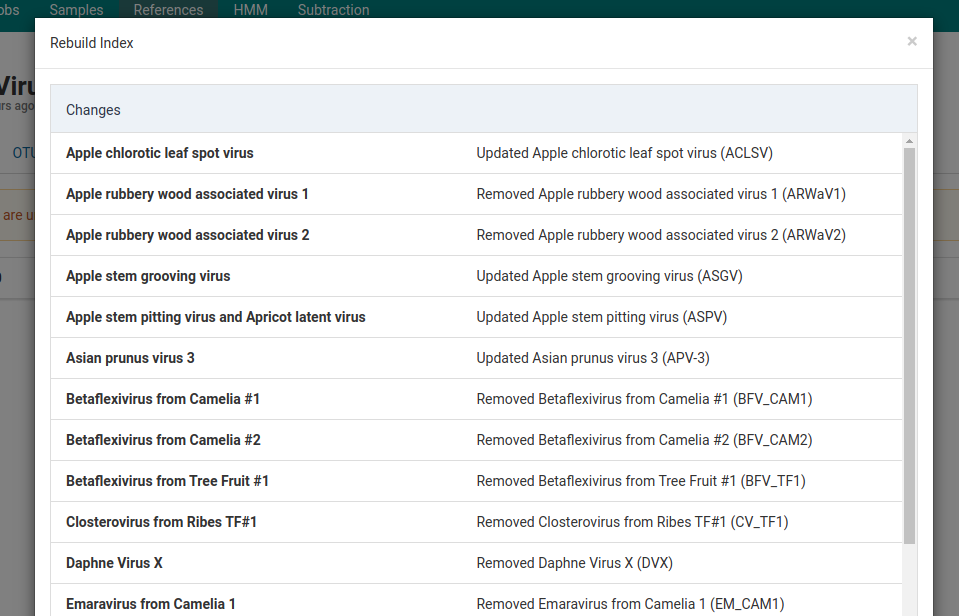 obs Samples References HMM Subtraction
Rebuild Index ×
Viru
urs ago
Changes
OTU
Apple chlorotic leaf spot virus Updated Apple chlorotic leaf spot virus (ACLSV)
Apple rubbery wood associated virus 1 Removed Apple rubbery wood associated virus 1 (ARWaV1)
are u
Apple rubbery wood associated virus 2 Removed Apple rubbery wood associated virus 2 (ARWaV2)
Apple stem grooving virus Updated Apple stem grooving virus (ASGV)
Apple stem pitting virus and Apricot latent virus Updated Apple stem pitting virus (ASPV)
Asian prunus virus 3 Updated Asian prunus virus 3 (APV-3)
Betaflexivirus from Camelia #1 Removed Betaflexivirus from Camelia #1 (BFV_CAM1)
Betaflexivirus from Camelia #2 Removed Betaflexivirus from Camelia #2 (BFV_CAM2)
Betaflexivirus from Tree Fruit #1 Removed Betaflexivirus from Tree Fruit #1 (BFV_TF1)
Closterovirus from Ribes TF#1 Removed Closterovirus from Ribes TF#1 (CV_TF1)
Daphne Virus X Removed Daphne Virus X (DVX)
Emaravirus from Camelia 1 Removed Emaravirus from Camelia 1 (EM_CAM1)